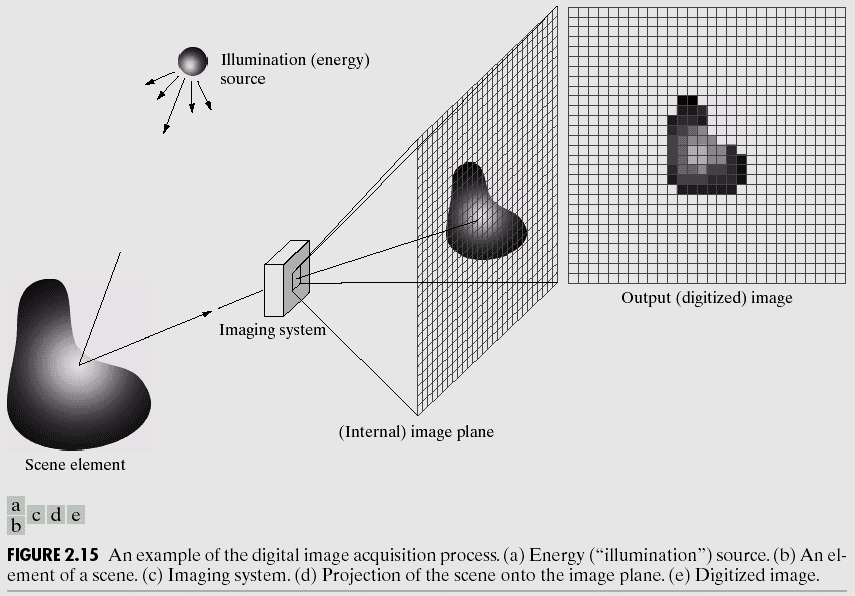 Illumination (energy)
source
Output (digitized) image
Imaging system
(Internal) image plane
Scene element
a
b c d e
FIGURE 2.15 An example of the digital image acquisition process. (a) Energy (“illumination”) source. (b) An el-
ement of a scene. (c) Imaging system. (d) Projection of the scene onto the image plane. (e) Digitized image.